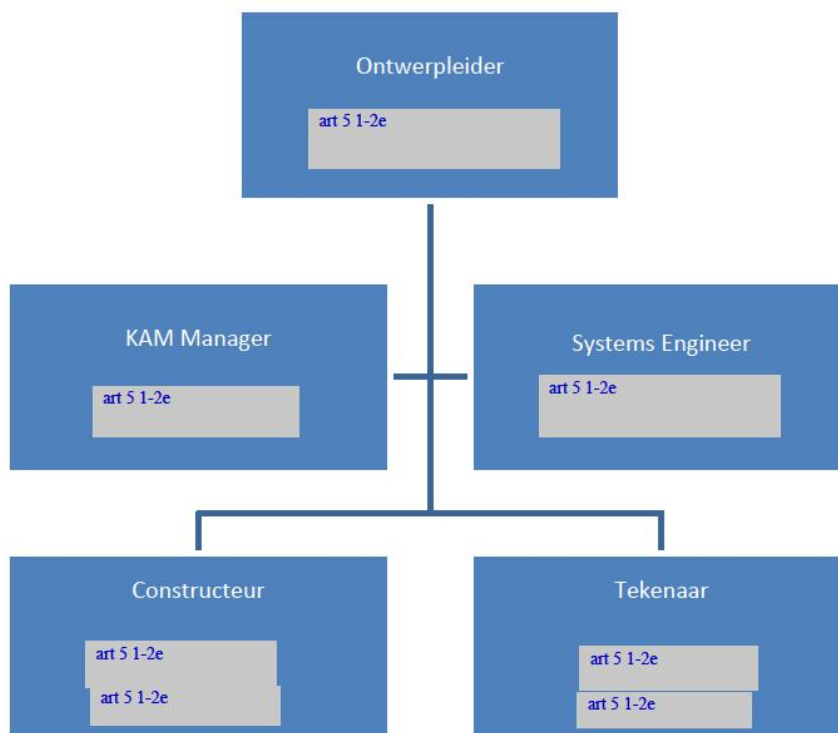 Ontwerpleider
art 5 1-2e
KAM Manager
art 5 1-2e
Systems Engineer
art 5 1-2e
Constructeur
art 5 1-2e
art 5 1-2e
Tekenaar
art 5 1-2e
art 5 1-2e